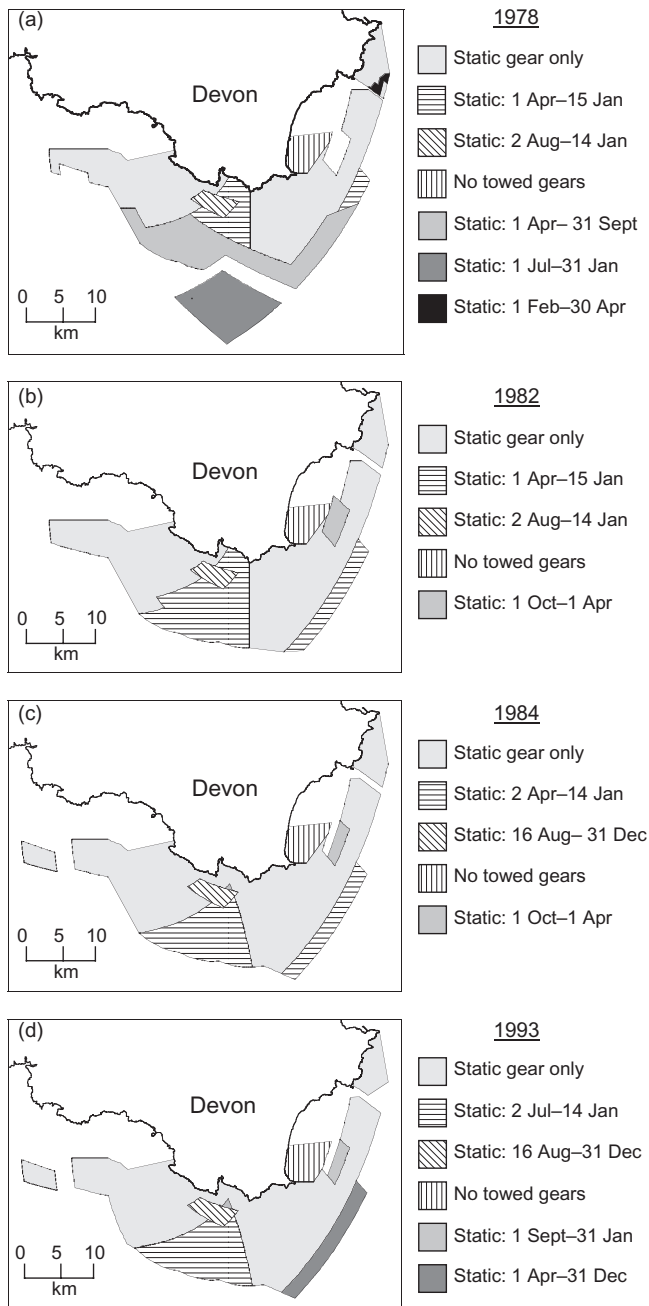 (a)
1978
Devon
Static gear only
Static: 1 Apr–15 Jan
Static: 2 Aug–14 Jan
No towed gears
Static: 1 Apr– 31 Sept
Static: 1 Jul–31 Jan
Static: 1 Feb–30 Apr
0 5 10
km
(b)
1982
Devon
Static gear only
Static: 1 Apr–15 Jan
Static: 2 Aug–14 Jan
No towed gears
Static: 1 Oct–1 Apr
0 5 10
km
(c)
1984
Devon
Static gear only
Static: 2 Apr–14 Jan
Static: 16 Aug– 31 Dec
No towed gears
Static: 1 Oct–1 Apr
0 5 10
km
(d)
1993
Devon
Static gear only
Static: 2 Jul–14 Jan
Static: 16 Aug–31 Dec
No towed gears
Static: 1 Sept–31 Jan
Static: 1 Apr–31 Dec
0 5 10
km